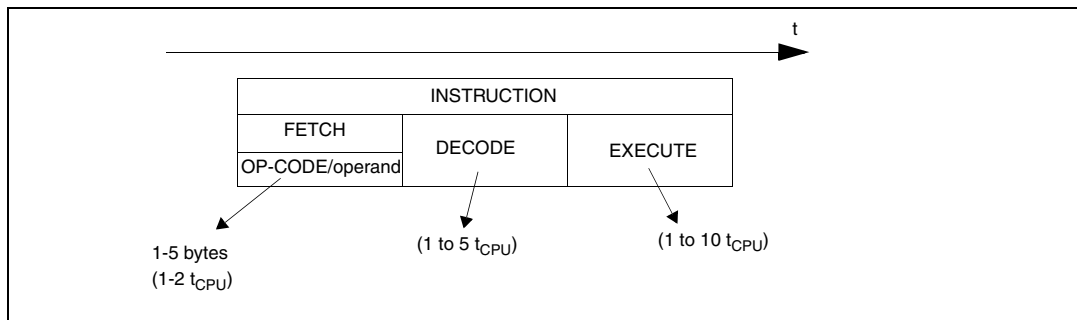 t
INSTRUCTION
FETCH
OP-CODE/operand
DECODE
EXECUTE
1-5 bytes
(1-2 tCPU)
(1 to 5 tCPU)
(1 to 10 tCPU)